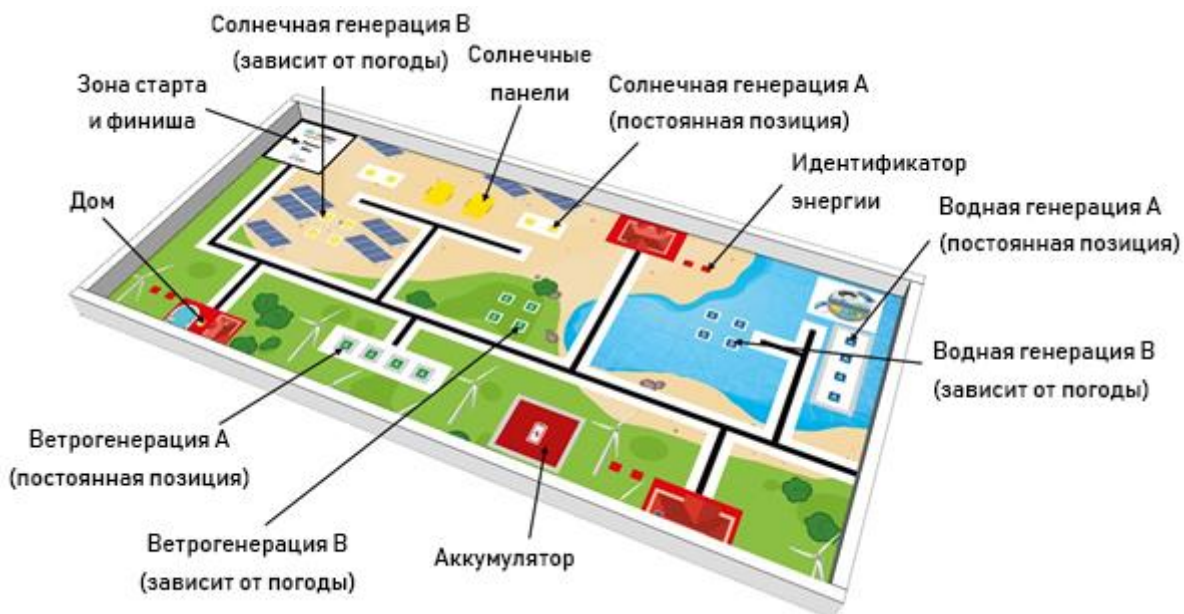 Солнечная генерация В
(зависит от погоды)
Солнечные
панели
Зона старта
и финиша
Солнечная генерация А
(постоянная позиция)
Идентификатор
энергии
Дом
Водная генерация А
(постоянная позиция)
Водная генерация В
(зависит от погоды)
Ветрогенерация А
(постоянная позиция)
Ветрогенерация В
(зависит от погоды)
Аккумулятор